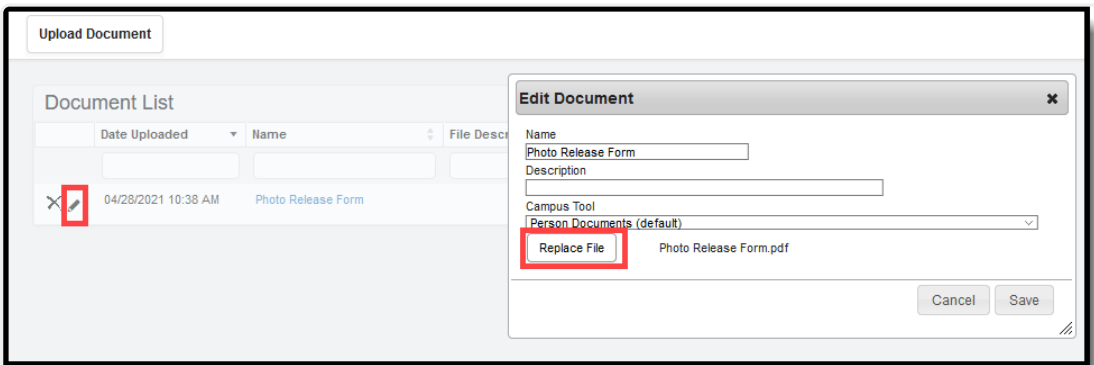 Upload Document
Document List
Date Uploaded Name File Descr
04/28/2021 10:38 AM Photo Release Form
Edit Document
Name
Photo Release Form
Description
Campus Tool
Person Documents (default)
Replace File Photo Release Form.pdf
Cancel Save